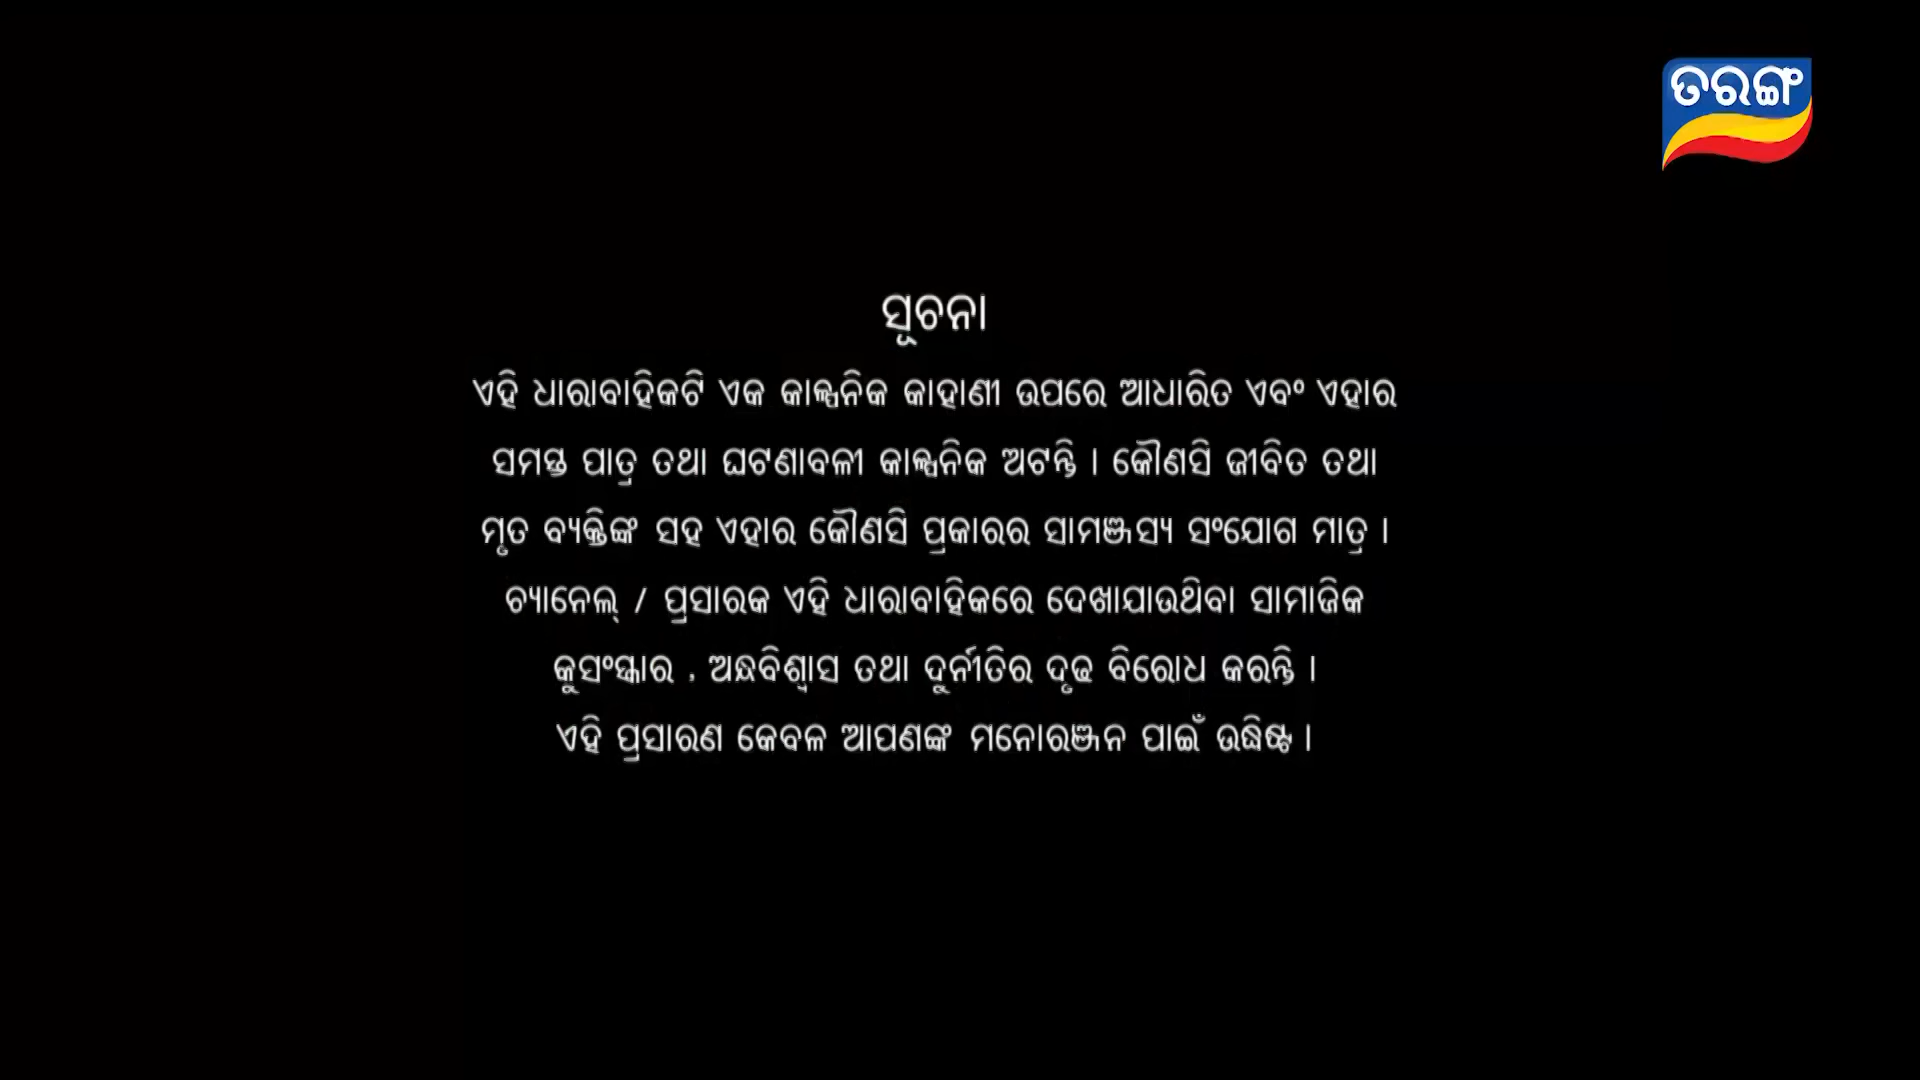 ତରଙ୍ଗ
ସୂଚନା
ଏହି ଧାରାବାହିକଟି ଏକ କାଳ୍ପନିକ କାହାଣୀ ଉପରେ ଆଧାରିତ ଏବଂ ଏହାର
ସମସ୍ତ ପାତ୍ର ତଥା ଘଟଣାବଳୀ କାଳ୍ପନିକ ଅଟନ୍ତି । କୌଣସି ଜୀବିତ ତଥା
ମୃତ ବ୍ୟକ୍ତିଙ୍କ ସହ ଏହାର କୌଣସି ପ୍ରକାରର ସାମଞ୍ଜସ୍ୟ ସଂଯୋଗ ମାତ୍ର ।
ଚ୍ୟାନେଲ୍ / ପ୍ରସାରକ ଏହି ଧାରାବାହିକରେ ଦେଖାଯାଉଥିବା ସାମାଜିକ
କୁସଂସ୍କାର , ଅନ୍ଧବିଶ୍ୱାସ ତଥା ଦୁର୍ନୀତିର ଦୃଢ ବିରୋଧ କରନ୍ତି ।
ଏହି ପ୍ରସାରଣ କେବଳ ଆପଣଙ୍କ ମନୋରଞ୍ଜନ ପାଇଁ ଉଦ୍ଧିଷ୍ଟ ।